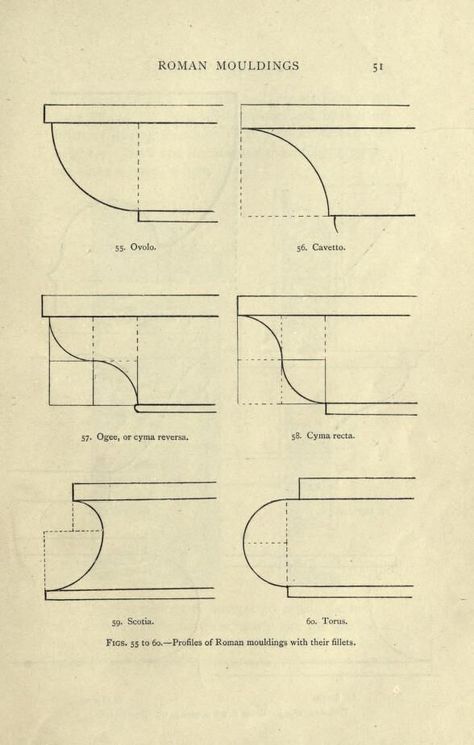 ROMAN MOULDINGS 51
55. Ovolo.
56. Cavetto.
57. Ogee, or cyma reversa.
58. Cyma recta.
59. Scotia.
60. Torus.
FIGS. 55 to 60.—Profiles of Roman mouldings with their fillets.